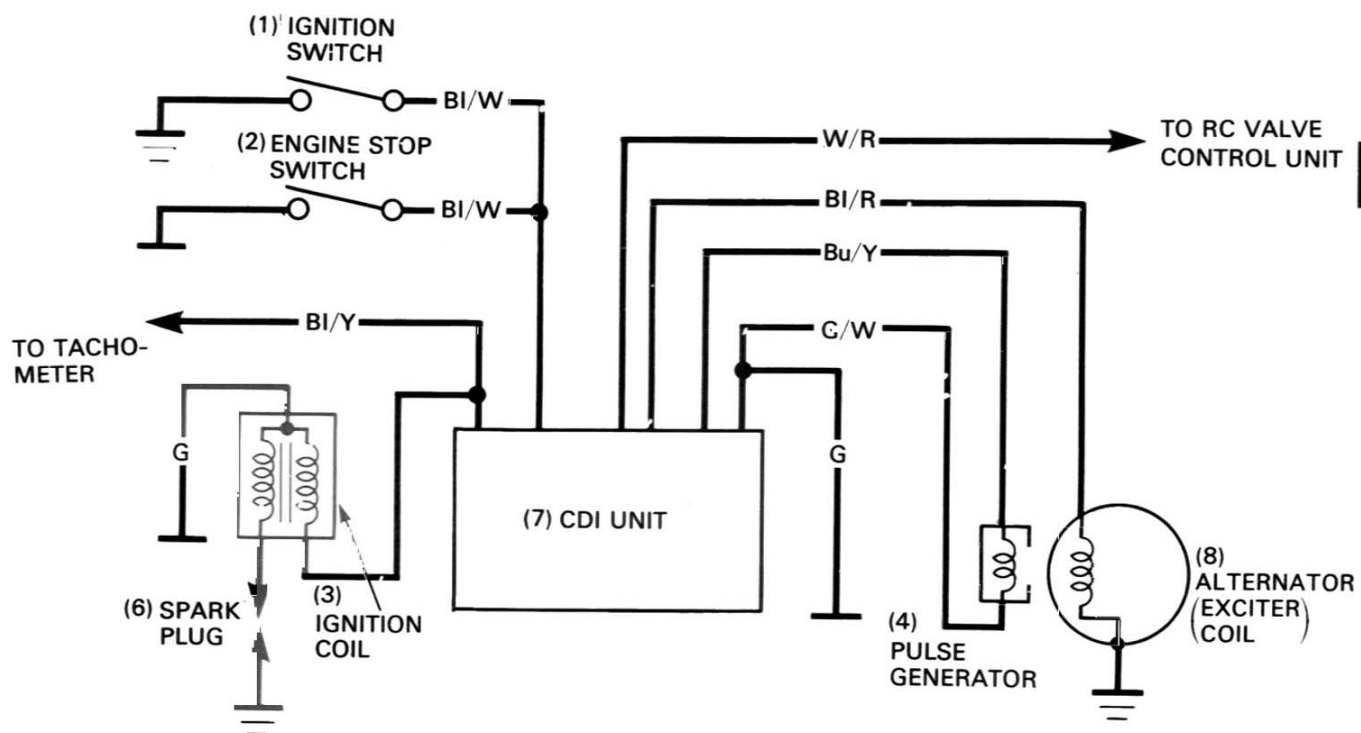 (1) IGNITION
SWITCH
Bl/W
(2) ENGINE STOP
SWITCH
Bl/W
W/R
TO RC VALVE
CONTROL UNIT
Bl/R
Bu/Y
Bl/Y
G/W
TO TACHO-
METER
G
G
(7) CDI UNIT
(6) SPARK
PLUG
(3)
IGNITION
COIL
(4)
PULSE
GENERATOR
(8)
ALTERNATOR
(EXCITER)
COIL